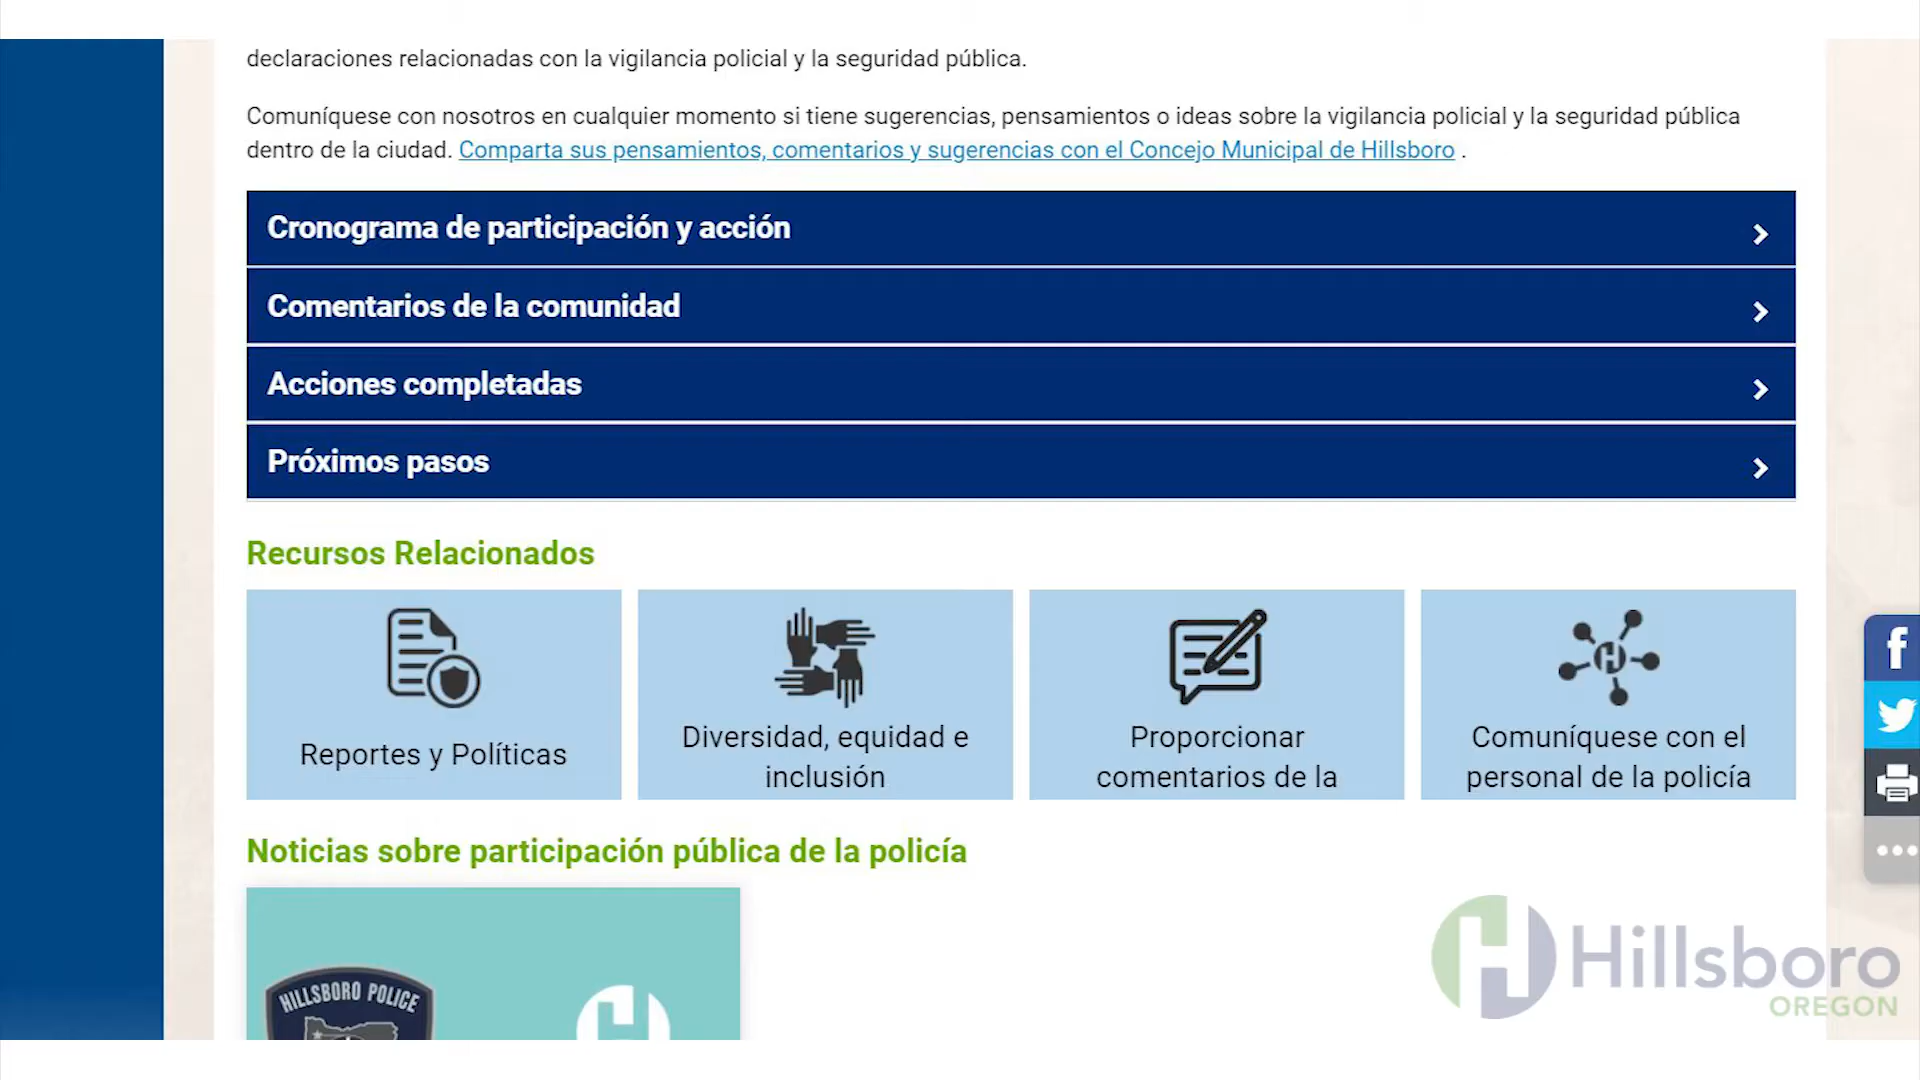 declaraciones relacionadas con la vigilancia policial y la seguridad pública.
Comuníquese con nosotros en cualquier momento si tiene sugerencias, pensamientos o ideas sobre la vigilancia policial y la seguridad pública
dentro de la ciudad. Comparta sus pensamientos, comentarios y sugerencias con el Concejo Municipal de Hillsboro .
Cronograma de participación y acción
Comentarios de la comunidad
Acciones completadas
Próximos pasos
Recursos Relacionados
Reportes y Políticas
Diversidad, equidad e
inclusión
Proporcionar
comentarios de la
Comuníquese con el
personal de la policía
Noticias sobre participación pública de la policía
HILLSBORO POLICE
Hillsboro
OREGON